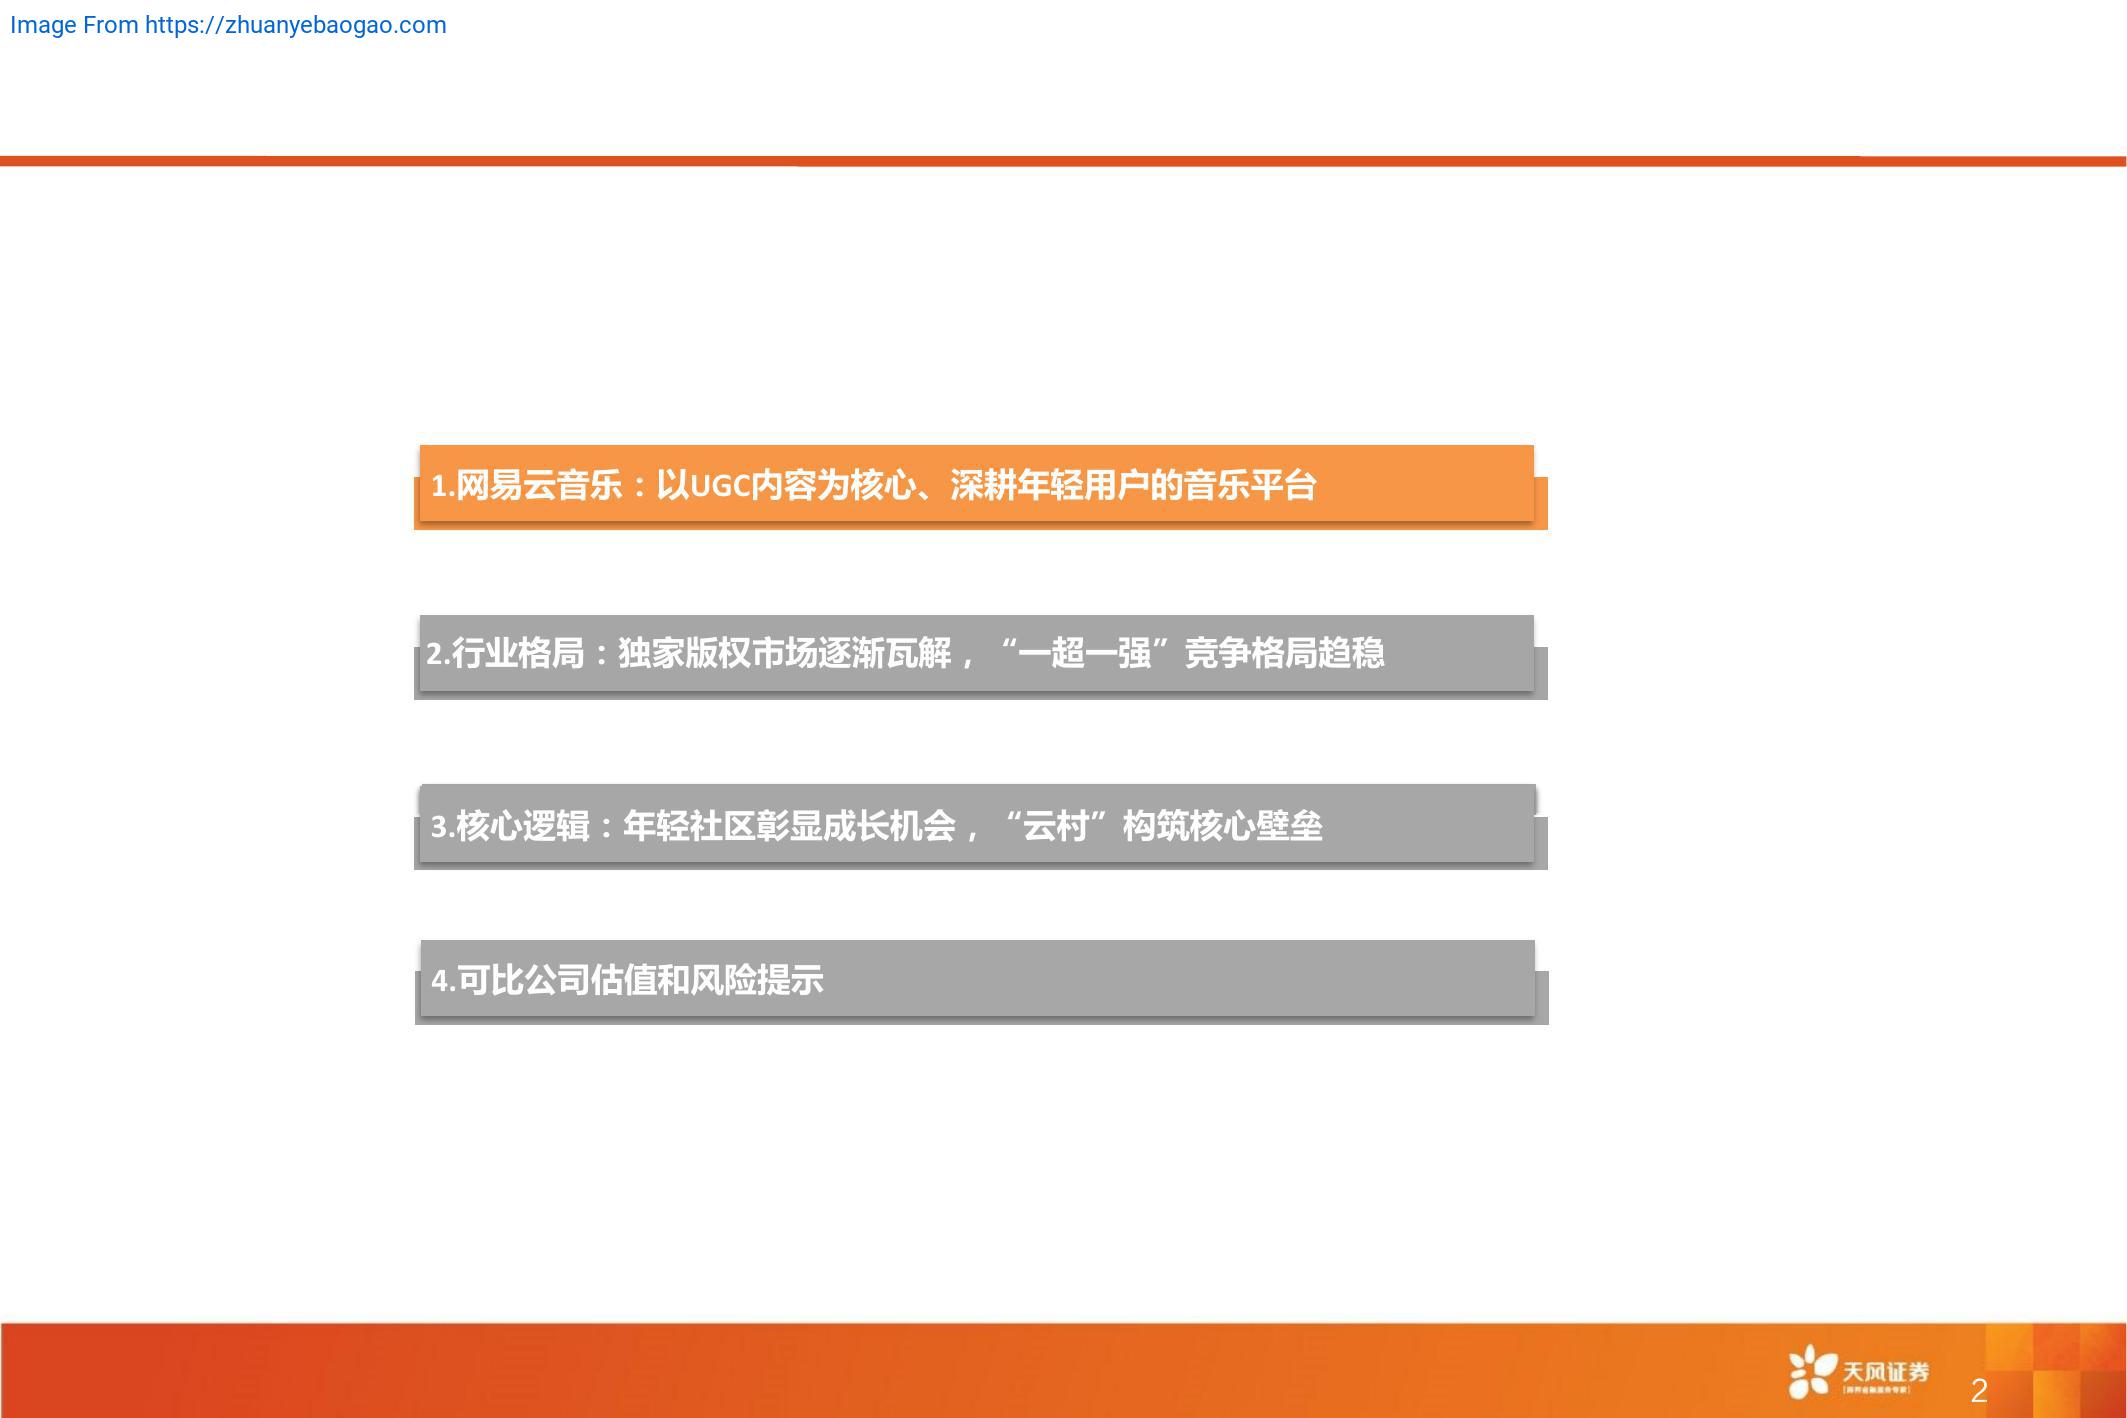 Image From https://zhuanyebaogao.com
1.网易云音乐：以UGC内容为核心、深耕年轻用户的音乐平台
2.行业格局：独家版权市场逐渐瓦解，“一超一强”竞争格局趋稳
3.核心逻辑：年轻社区彰显成长机会，“云村”构筑核心壁垒
4.可比公司估值和风险提示
天风证券
2